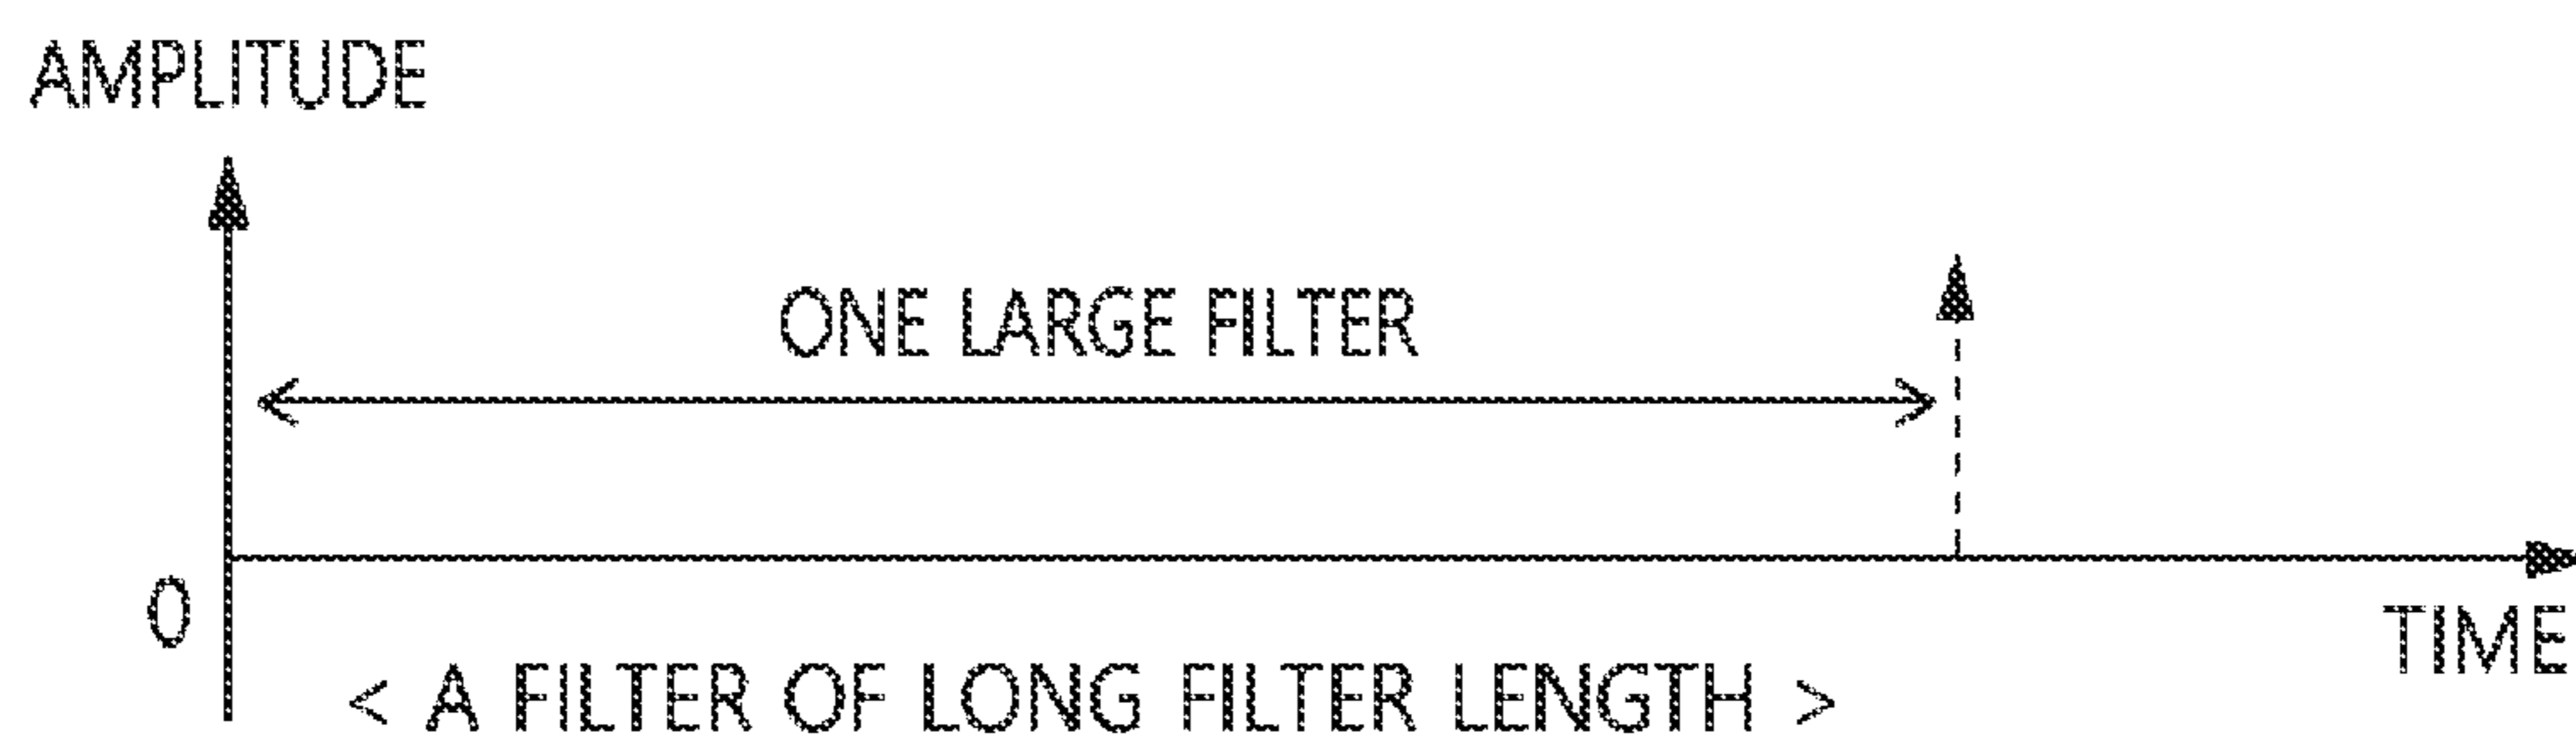 AMPLITUDE
ONE LARGE FILTER
0
TIME
< A FILTER OF LONG FILTER LENGTH >